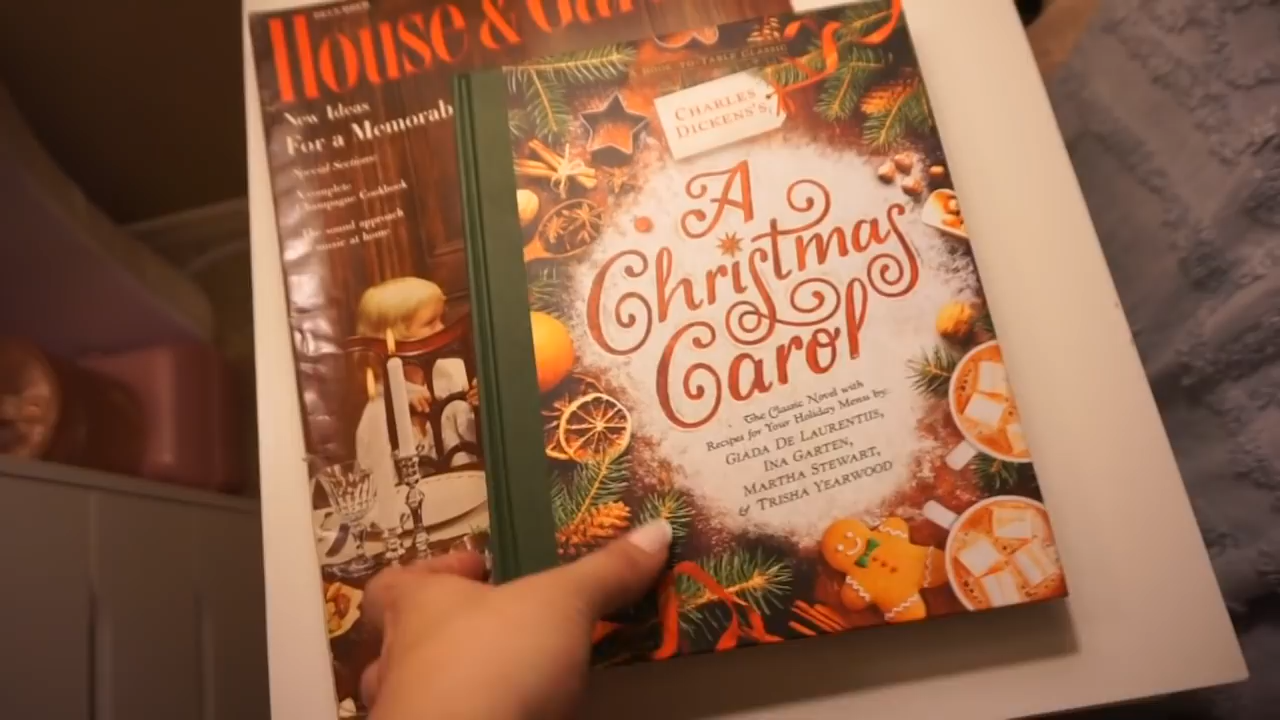 DECEMBER
HOUSE & Gar
New Ideas
For a Memorab
Special Sections:
A complete
Champagne Cookbook
The sound approach
to music at home
A BOOK-TO-TABLE CLASSIC
CHARLES
DICKENS'S
A
Christmas
Carol
The Classic Novel with
Recipes for Your Holiday Menu by:
GIADA DE LAURENTIIS,
INA GARTEN,
MARTHA STEWART,
& TRISHA YEARWOOD